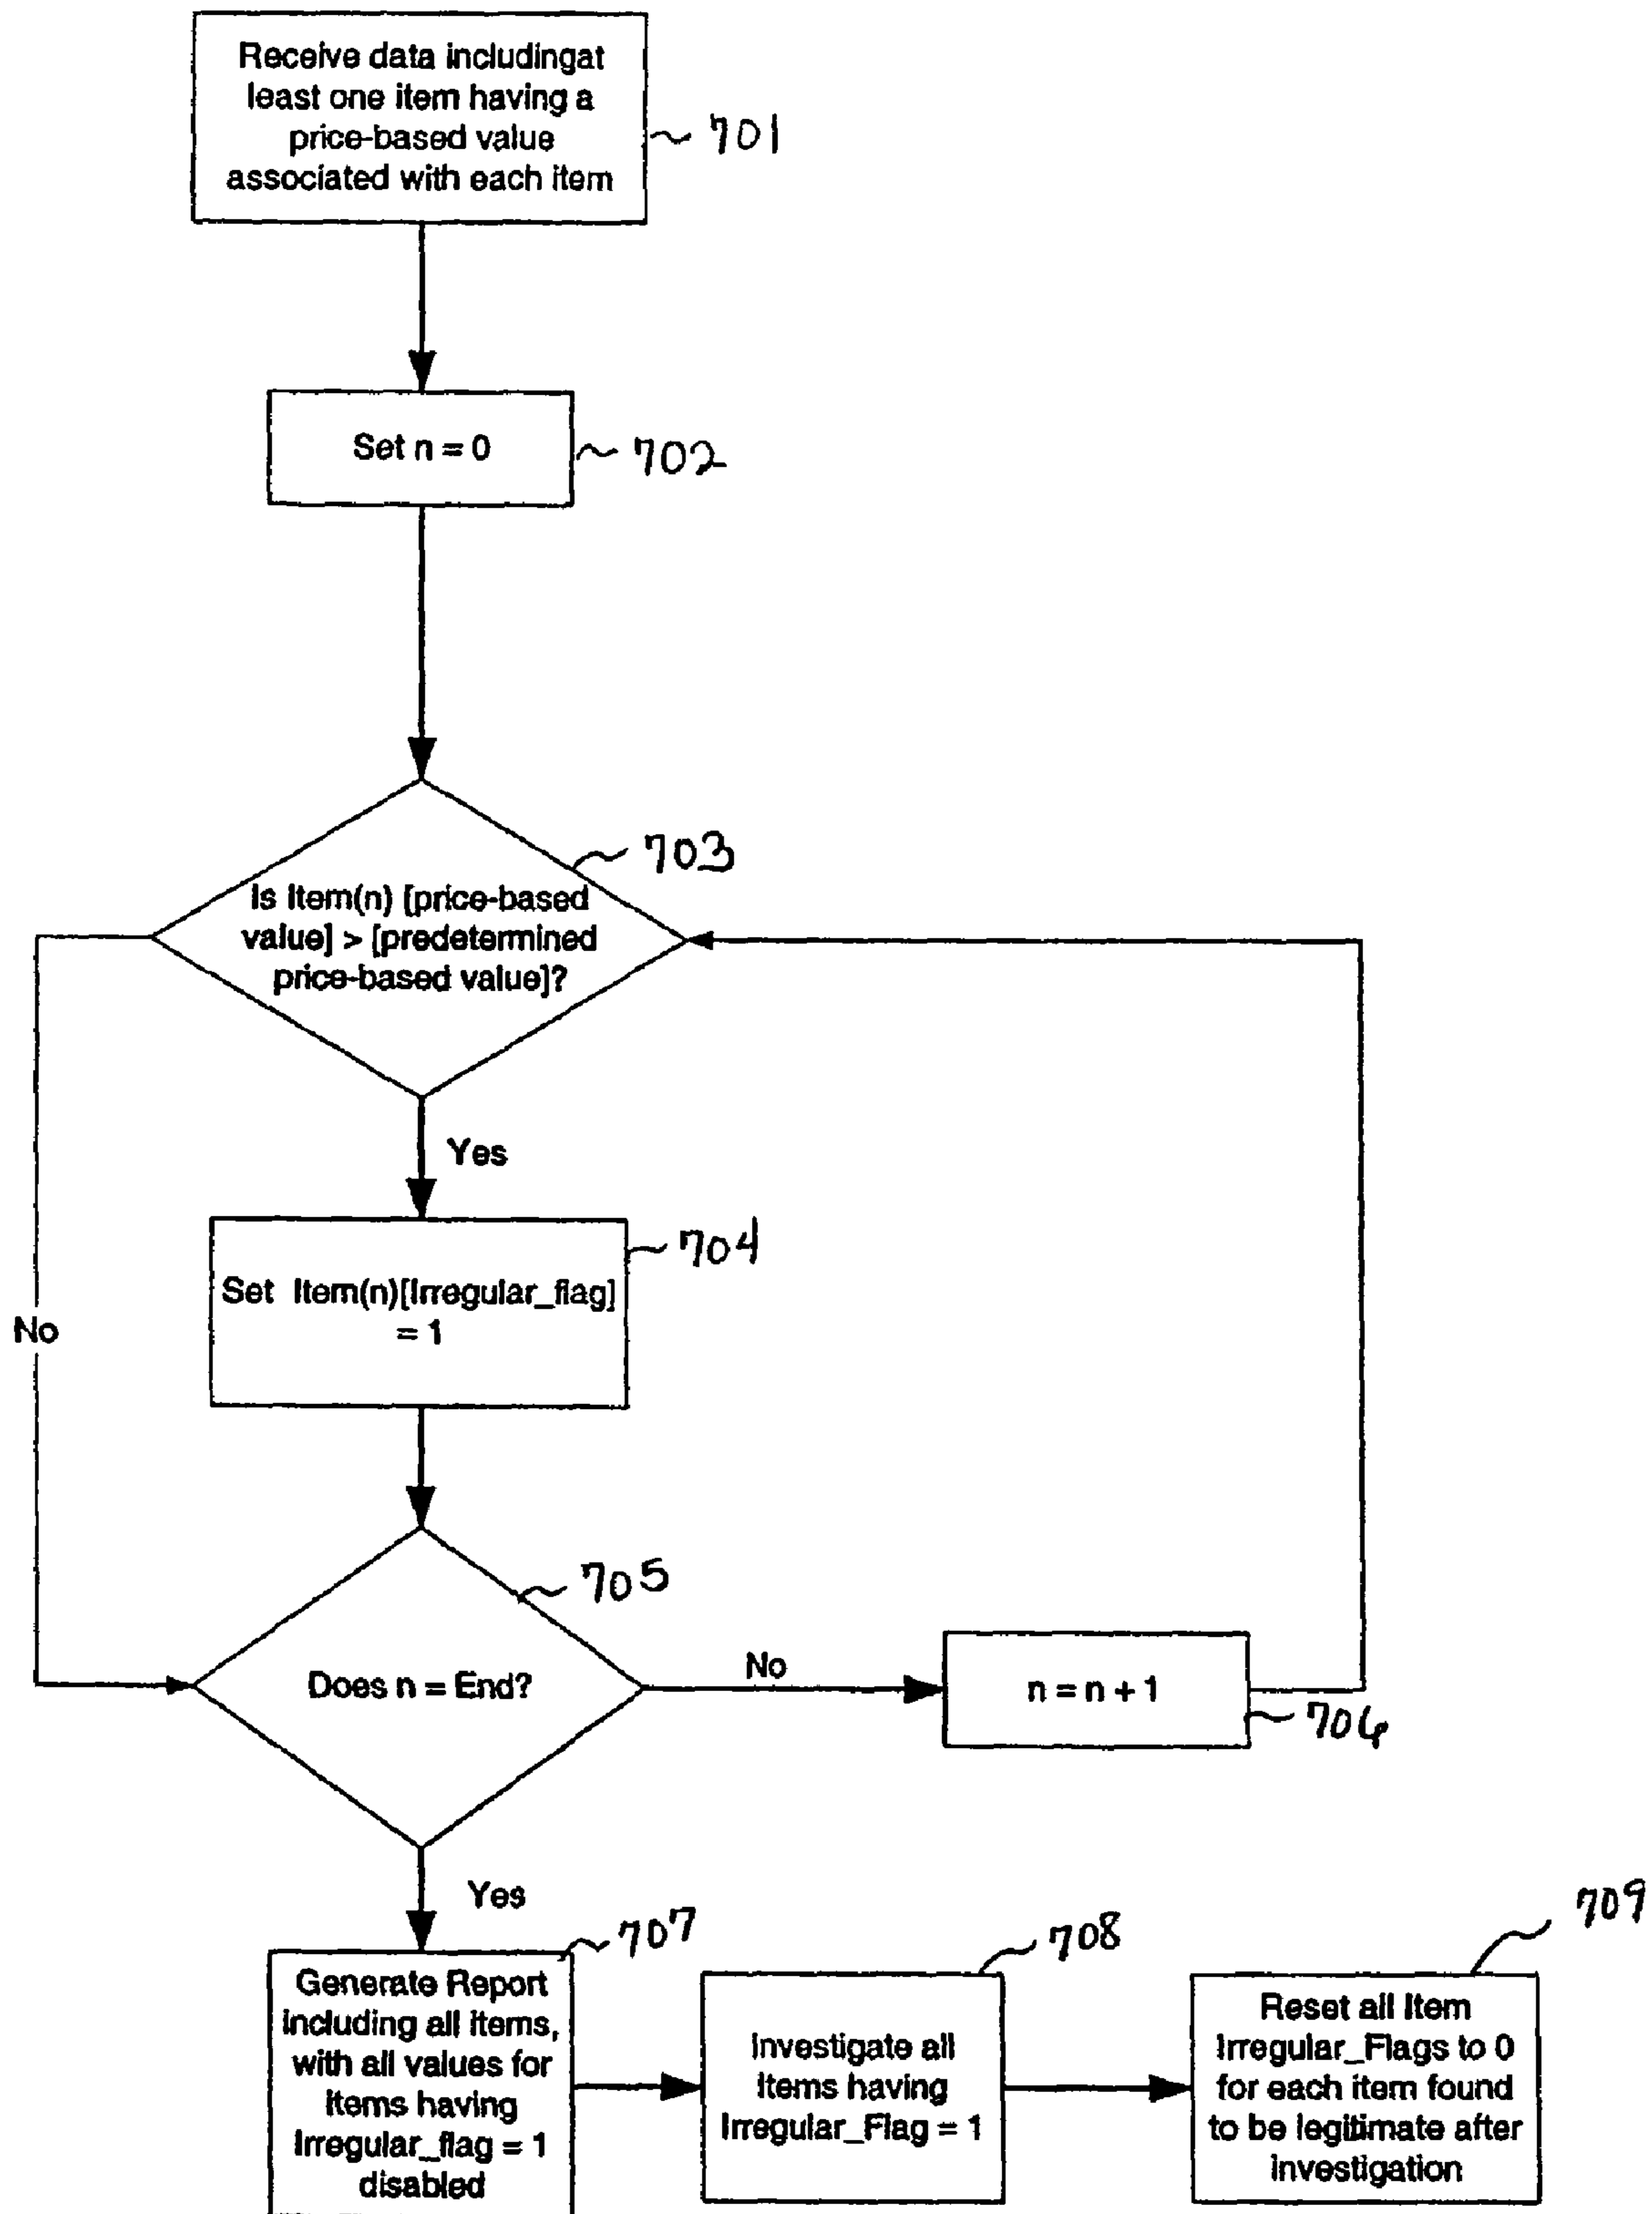 Receive data includingat
least one item having a
price-based value
associated with each item
701
Set n = 0
702
703
Is Item(n) [price-based
value] > [predetermined
price-based value]?
Yes
No
704
Set Item(n)[Irregular_flag]
= 1
705
Does n = End?
No
n = n + 1
706
Yes
707
Generate Report
including all items,
with all values for
items having
Irregular_flag = 1
disabled
708
Investigate all
Items having
Irregular_Flag = 1
709
Reset all Item
Irregular_Flags to 0
for each item found
to be legitimate after
investigation